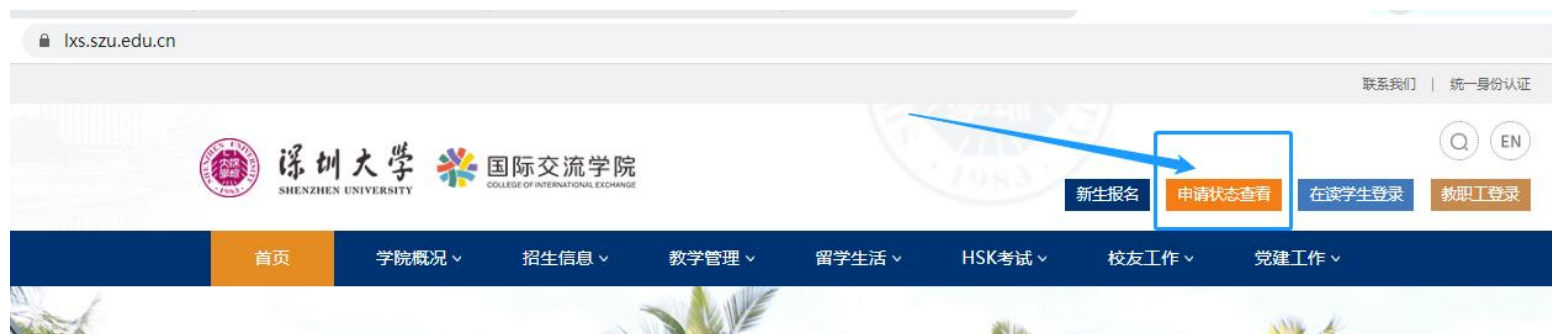 lxs.szu.edu.cn
联系我们 | 统一身份认证
深圳大学
SHENZHEN UNIVERSITY
国际交流学院
COLLEGE OF INTERNATIONAL EXCHANGE
EN
新生报名 申请状态查看 在读学生登录 教职工登录
首页 学院概况 招生信息 教学管理 留学生活 HSK考试 校友工作 党建工作